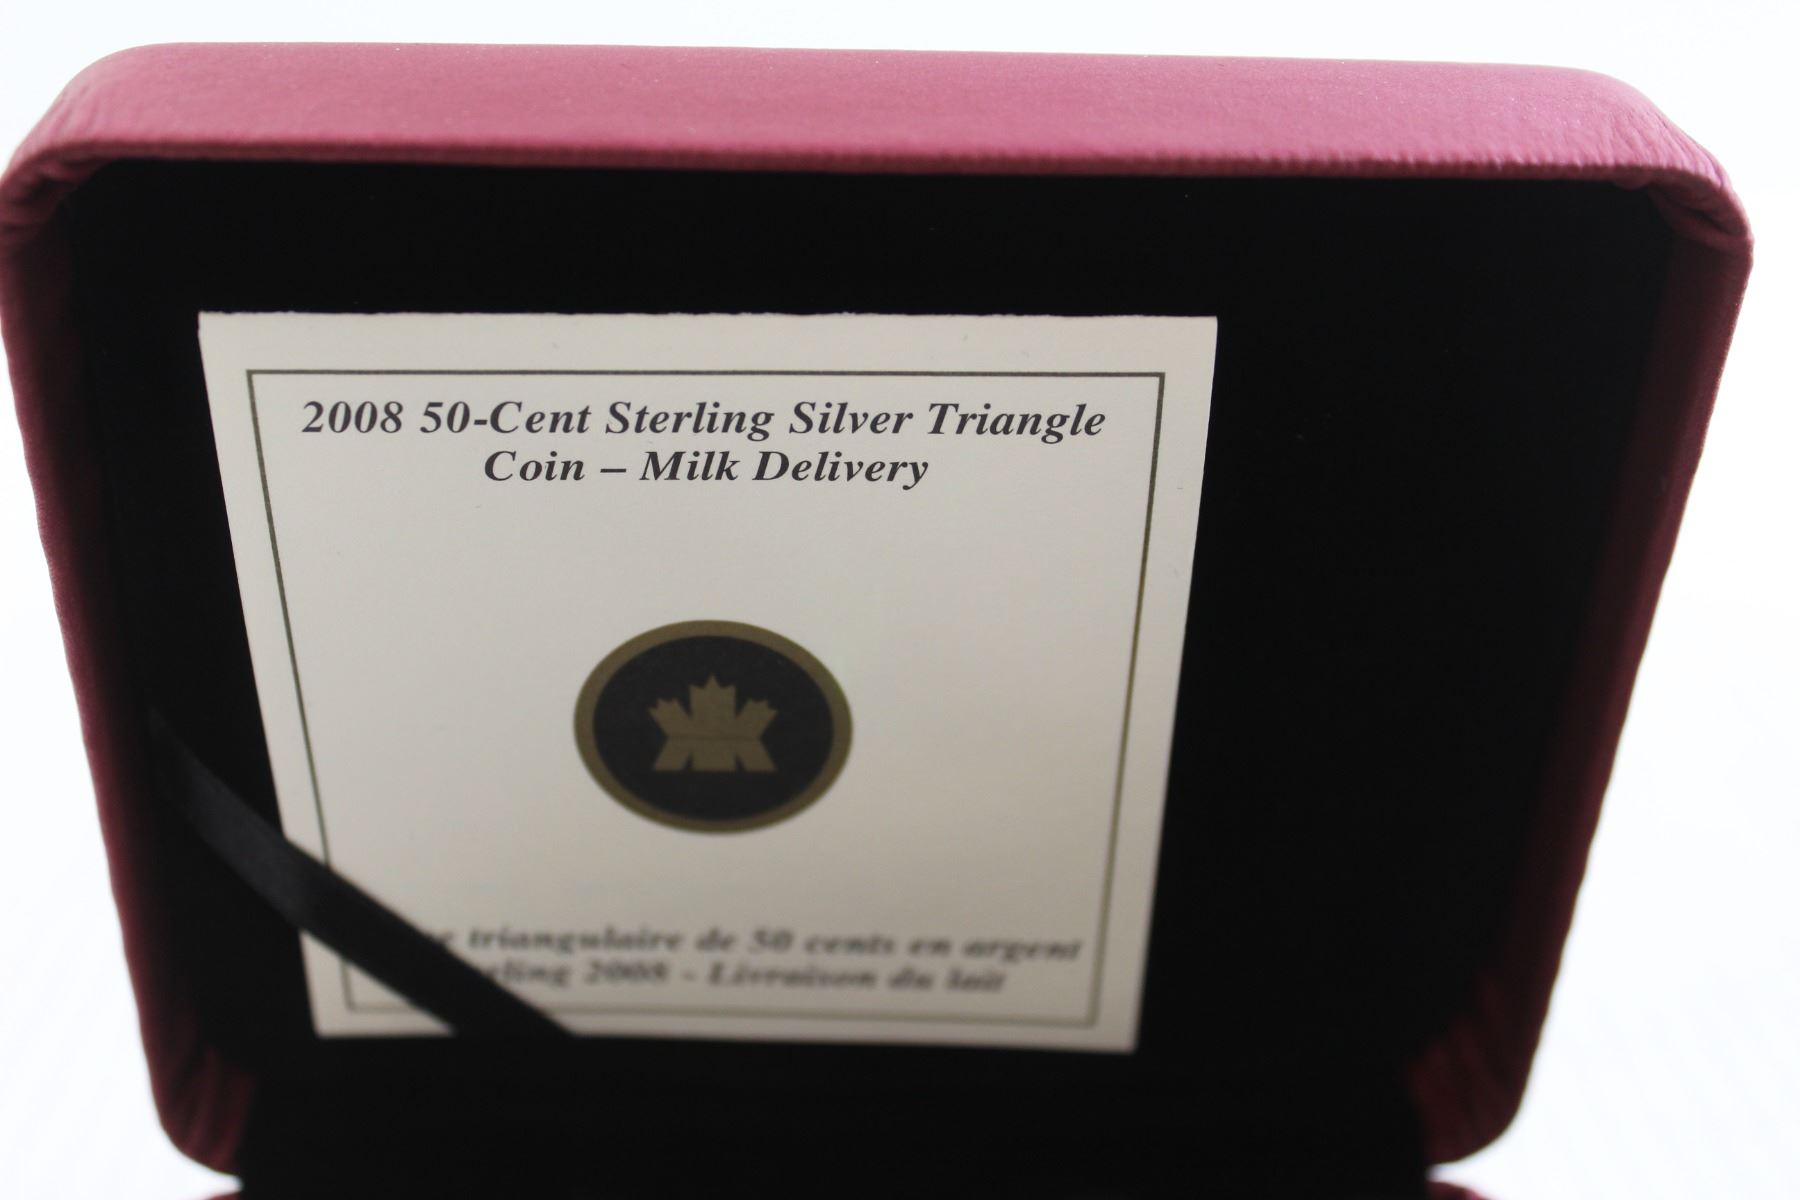 2008 50-Cent Sterling Silver Triangle
Coin – Milk Delivery
triangulaire de 50 cents en argent
2008 - Livraison du lait